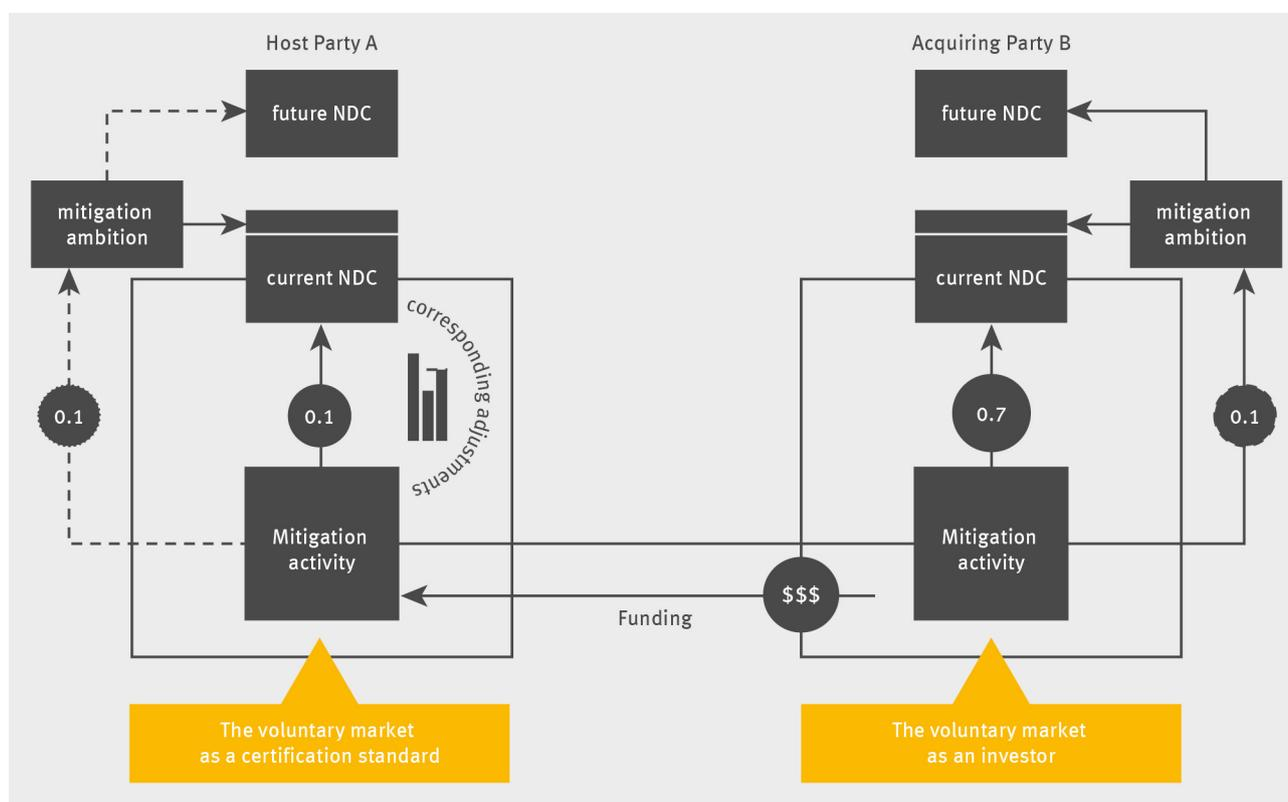 Host Party A
Acquiring Party B
future NDC
future NDC
mitigation
ambition
mitigation
ambition
current NDC
current NDC
corresponding adjustments
0.1
0.1
0.7
0.1
Mitigation
activity
Mitigation
activity
$$$
Funding
The voluntary market
as a certification standard
The voluntary market
as an investor